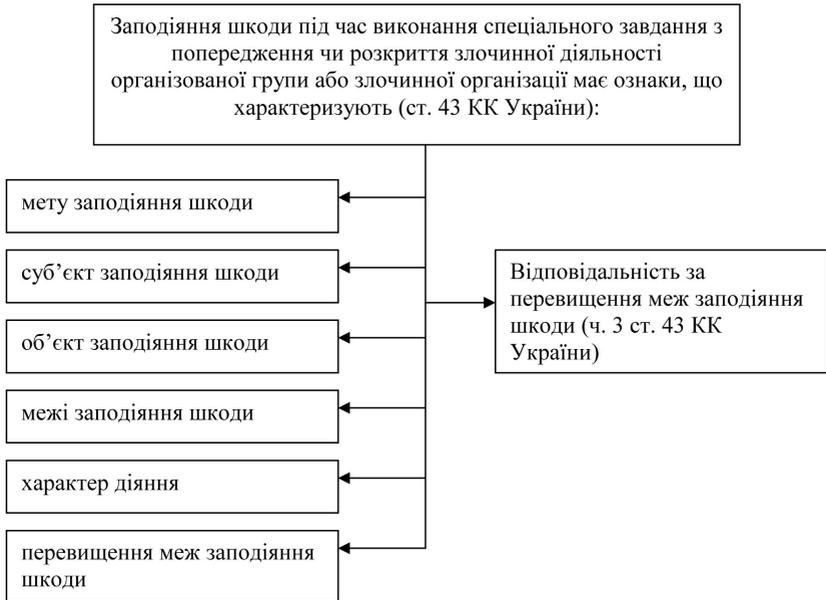 Заподіяння шкоди під час виконання спеціального завдання з
попередження чи розкриття злочинної діяльності
організованої групи або злочинної організації має ознаки, що
характеризують (ст. 43 КК України):
мету заподіяння шкоди
суб’єкт заподіяння шкоди
об’єкт заподіяння шкоди
межі заподіяння шкоди
характер діяння
перевищення меж заподіяння
шкоди
Відповідальність за
перевищення меж заподіяння
шкоди (ч. 3 ст. 43 КК
України)